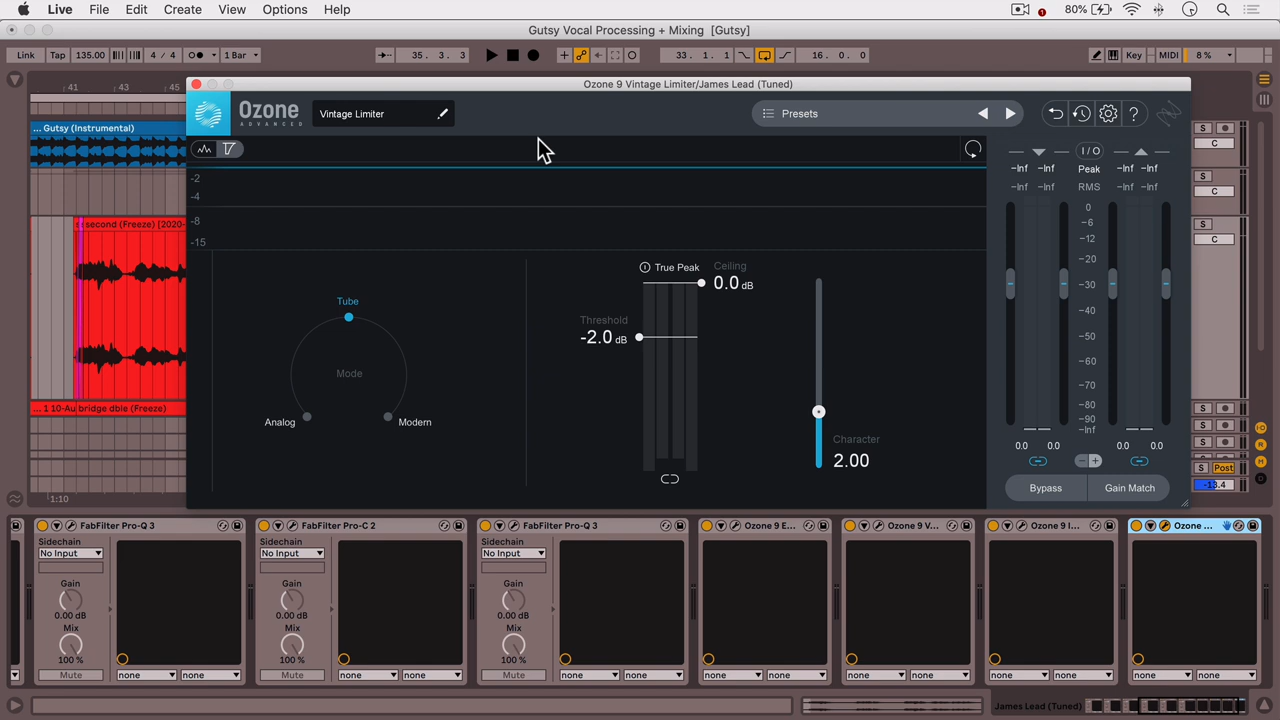 Live File Edit Create View Options Help
80%
Gutsy Vocal Processing + Mixing [Gutsy]
Link Tap 135.00 4 / 4 1 Bar 35. 3. 3 33. 1. 1 16. 0. 0 Key MIDI 8 %
Ozone 9 Vintage Limiter/James Lead (Tuned)
41 43 45
Ozone
ADVANCED
Vintage Limiter
Presets
?
... Gutsy (Instrumental)
S
C
I / O
-Inf -Inf Peak -Inf -Inf
-Inf -Inf RMS -Inf -Inf
S
C
-2
-4
-8
-15
0
-6
-12
-20
-30
-40
-50
-60
-70
-80
-90
-Inf
second (Freeze) [2020-
S
C
True Peak
Ceiling
0.0 dB
Tube
Mode
Analog
Modern
Threshold
-2.0 dB
Character
2.00
... 1 10-Au bridge dble (Freeze)
S
S
S
S Post
-13.4
0.0 0.0 0.0 0.0
Bypass Gain Match
1:10
FabFilter Pro-Q 3
FabFilter Pro-C 2
FabFilter Pro-Q 3
Ozone 9 E...
Ozone 9 V...
Ozone 9 I...
Ozone ...
Sidechain Sidechain Sidechain
No Input No Input No Input
Gain Gain Gain
0.00 dB 0.00 dB 0.00 dB
Mix Mix Mix
100 % 100 % 100 %
Mute none none Mute none none Mute none none none none none none none none none none
James Lead (Tuned)